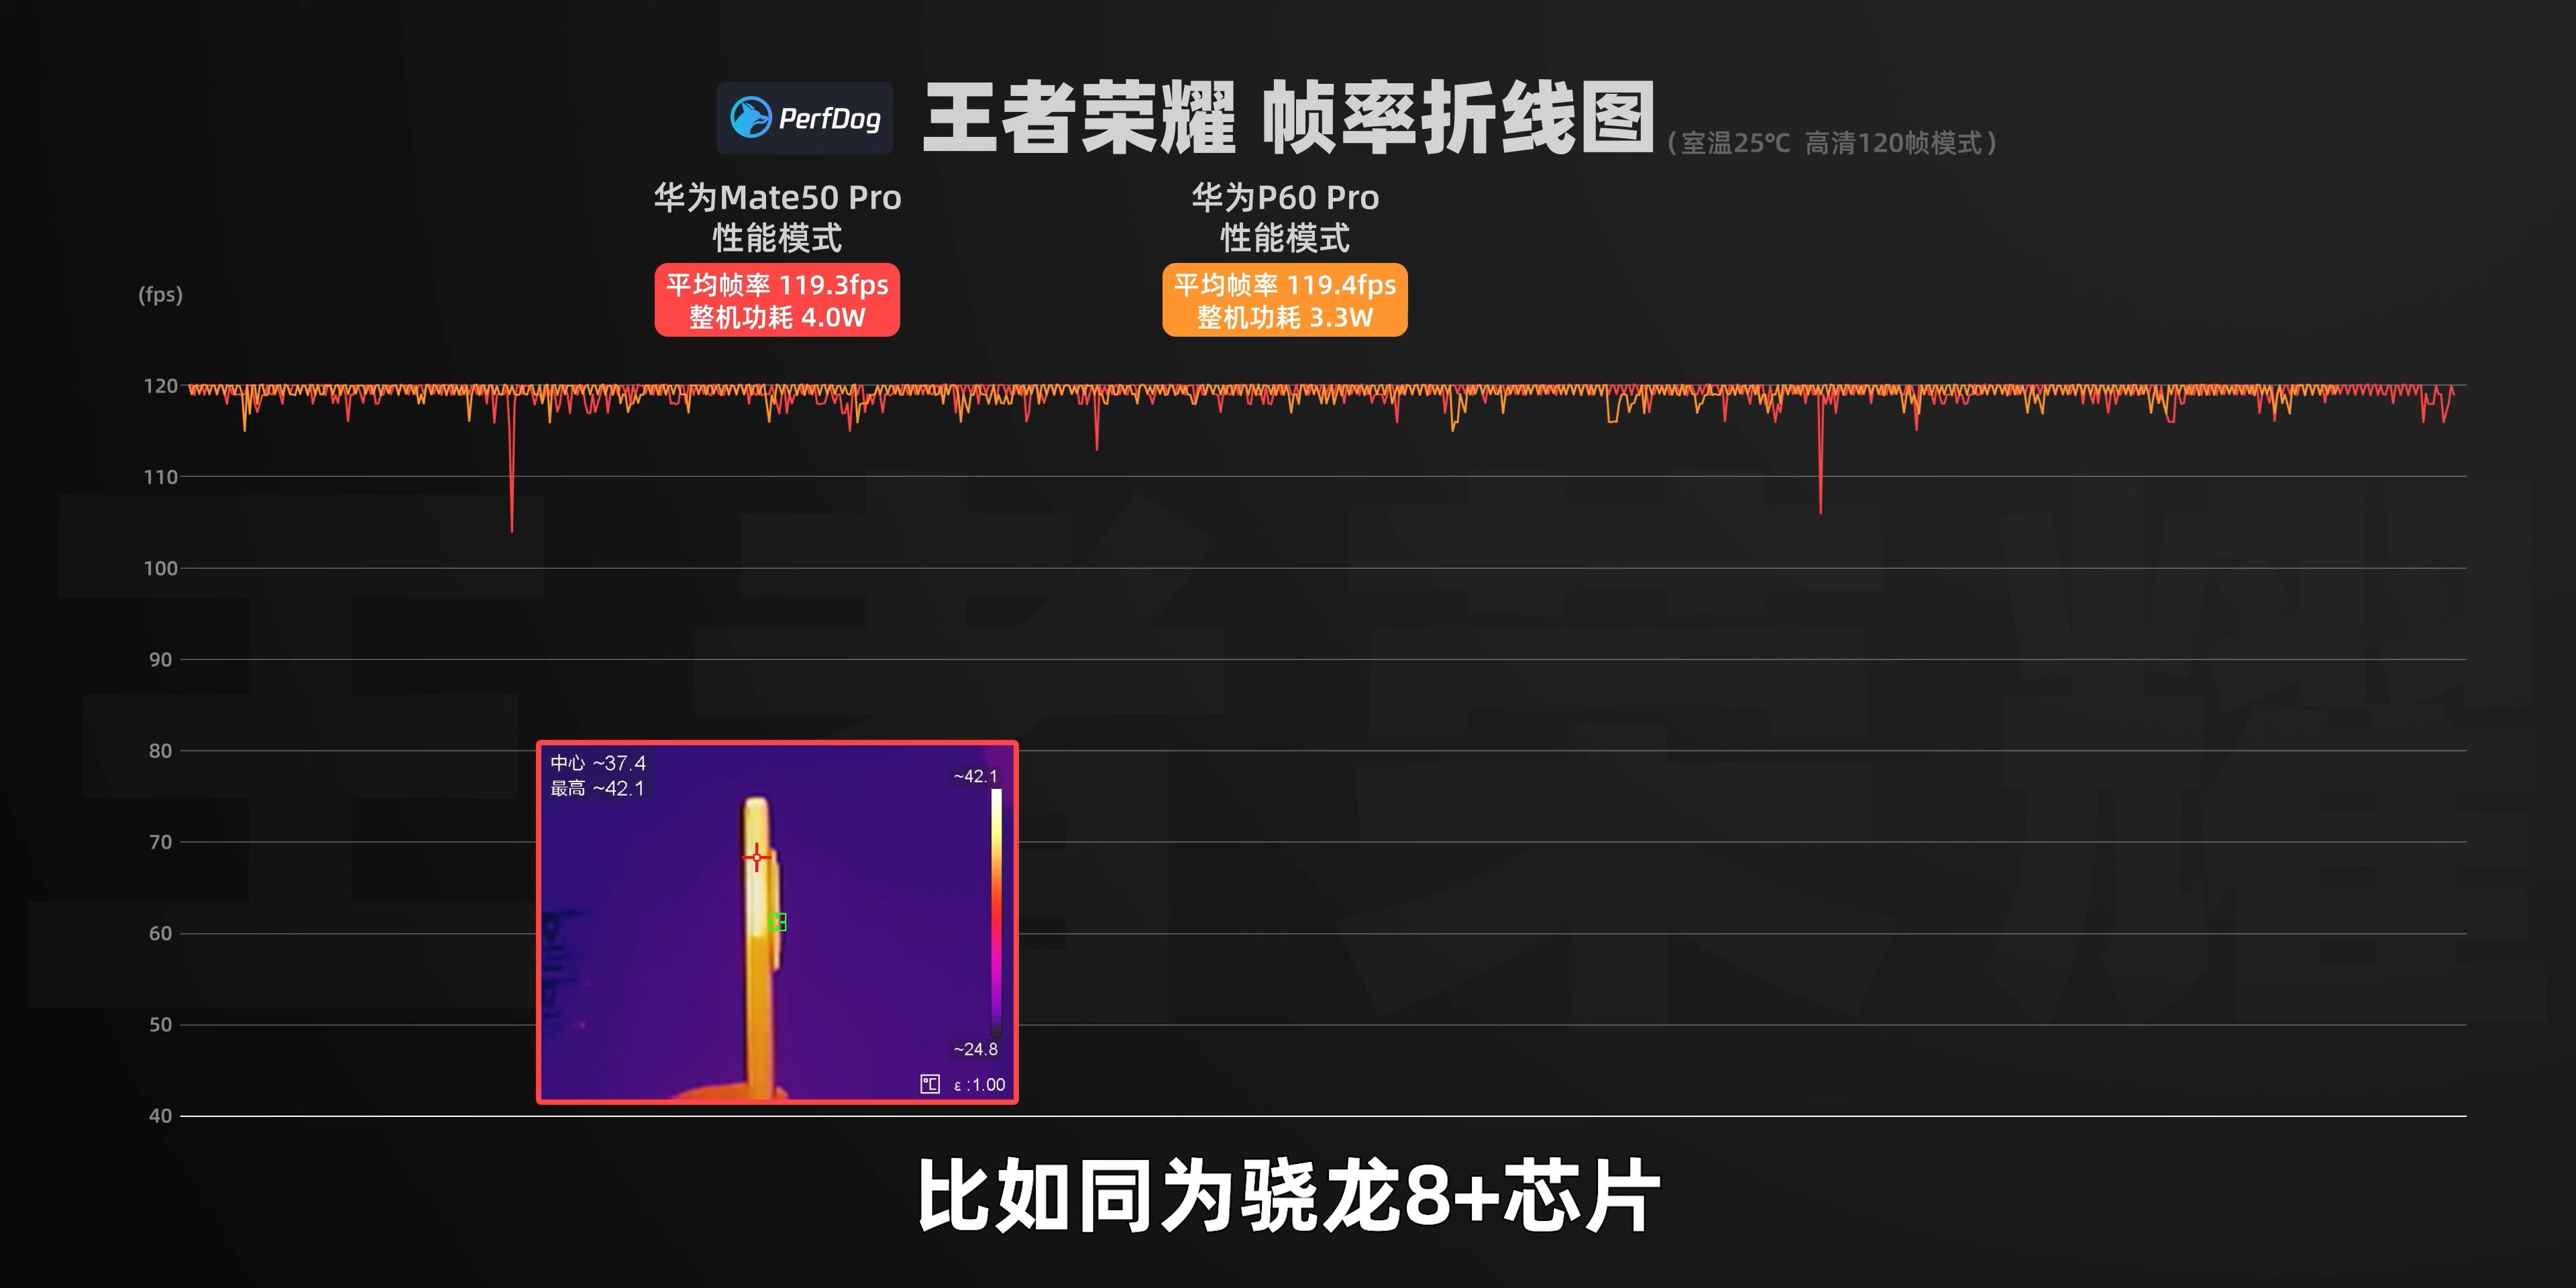 PerfDog
王者荣耀 帧率折线图
(室温25℃ 高清120帧模式)
华为Mate50 Pro
性能模式
平均帧率 119.3fps
整机功耗 4.0W
华为P60 Pro
性能模式
平均帧率 119.4fps
整机功耗 3.3W
(fps)
120
110
100
90
80
70
60
50
40
中心 ~37.4
最高 ~42.1
~42.1
~24.8
℃ ε:1.00
王者荣耀
比如同为骁龙8+芯片